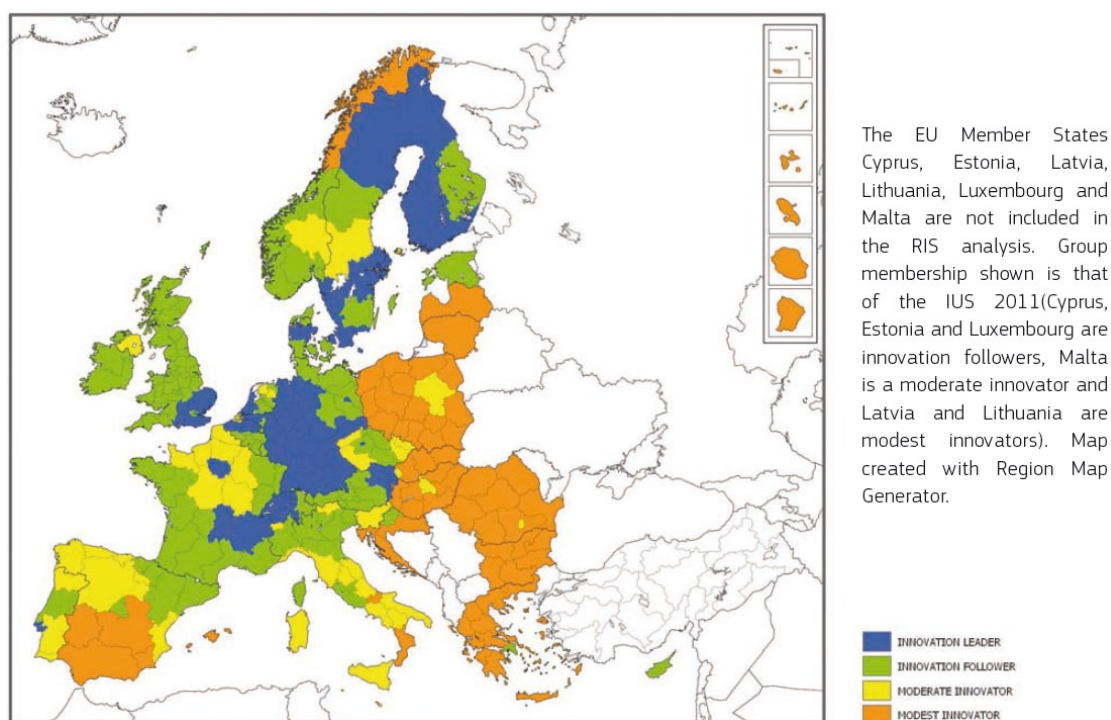 The EU Member States
Cyprus, Estonia, Latvia,
Lithuania, Luxembourg and
Malta are not included in
the RIS analysis. Group
membership shown is that
of the IUS 2011(Cyprus,
Estonia and Luxembourg are
innovation followers, Malta
is a moderate innovator and
Latvia and Lithuania are
modest innovators). Map
created with Region Map
Generator.
INNOVATION LEADER
INNOVATION FOLLOWER
MODERATE INNOVATOR
MODEST INNOVATOR